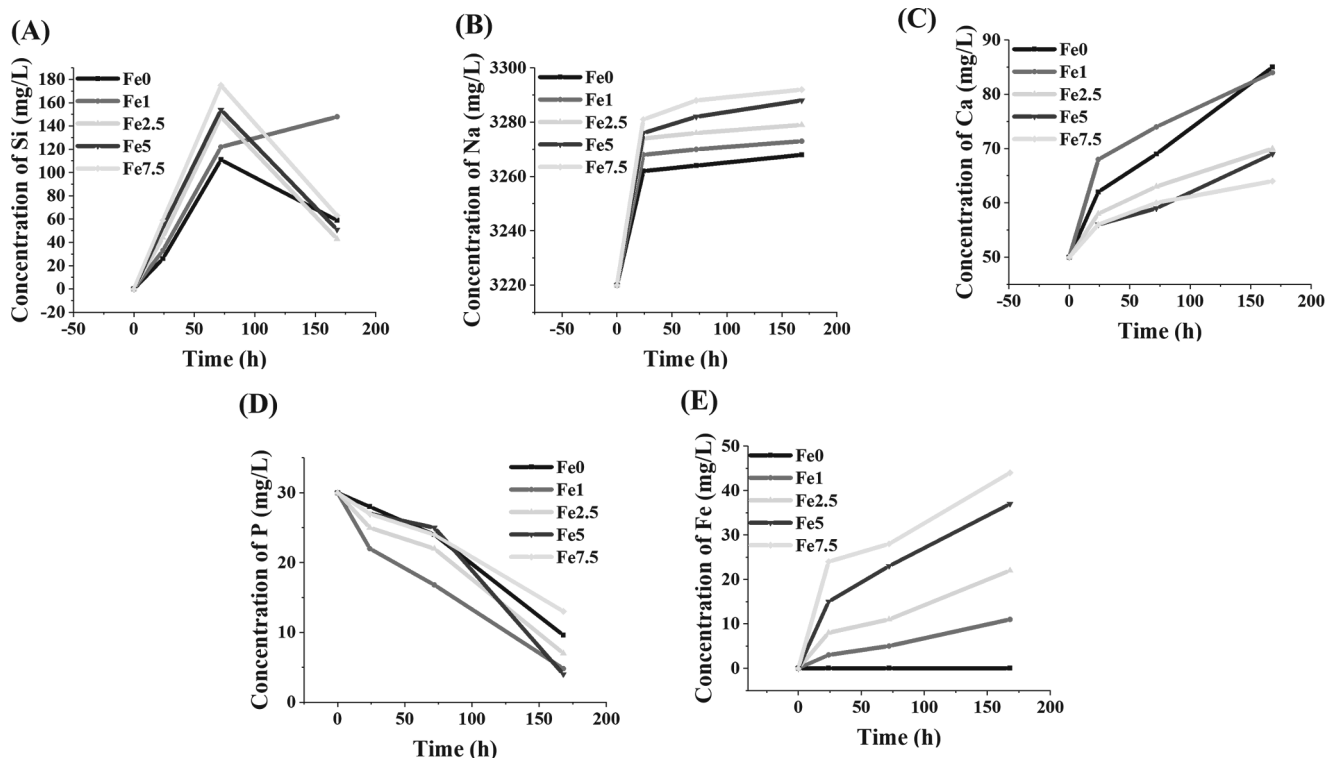 (A)
Concentration of Si (mg/L)
180
160
140
120
100
80
60
40
20
0
-20
Fe0
Fe1
Fe2.5
Fe5
Fe7.5
-50
0
50
100
150
200
Time (h)
(B)
Concentration of Na (mg/L)
3300
3280
3260
3240
3220
Fe0
Fe1
Fe2.5
Fe5
Fe7.5
-50
0
50
100
150
200
Time (h)
(C)
Concentration of Ca (mg/L)
90
80
70
60
50
Fe0
Fe1
Fe2.5
Fe5
Fe7.5
-50
0
50
100
150
200
Time (h)
(D)
Concentration of P (mg/L)
30
20
10
0
Fe0
Fe1
Fe2.5
Fe5
Fe7.5
0
50
100
150
200
Time (h)
(E)
Concentration of Fe (mg/L)
50
40
30
20
10
0
Fe0
Fe1
Fe2.5
Fe5
Fe7.5
0
50
100
150
200
Time (h)